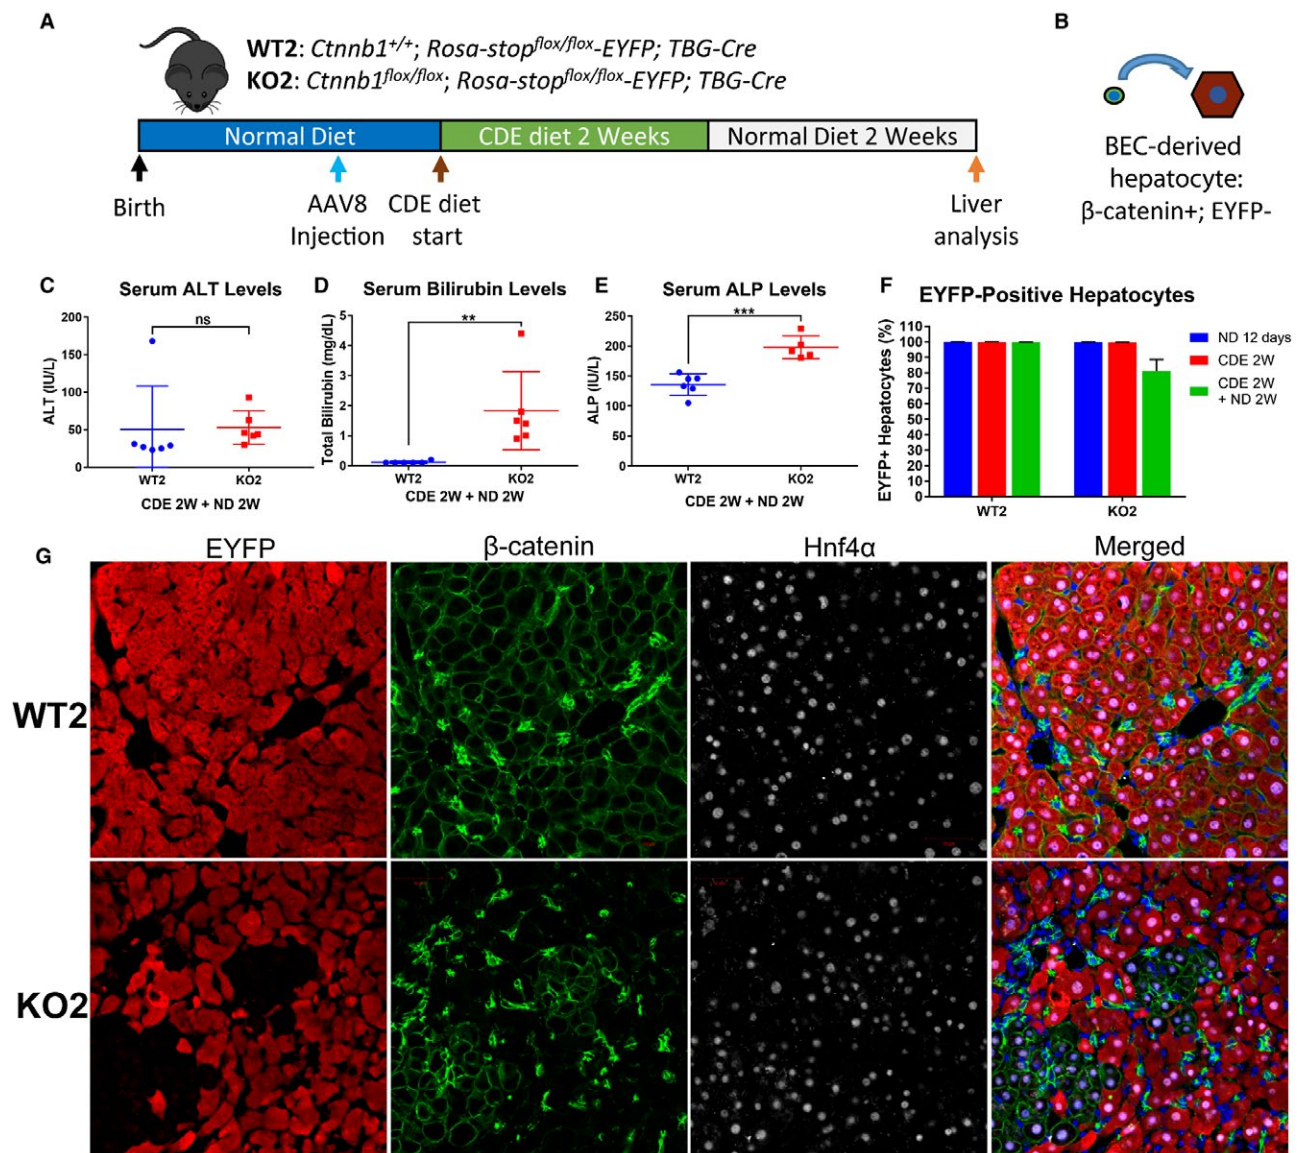 A
WT2: Ctnnb1+/+; Rosa-stopflox/flox-EYFP; TBG-Cre
KO2: Ctnnb1flox/flox; Rosa-stopflox/flox-EYFP; TBG-Cre
Normal Diet
CDE diet 2 Weeks
Normal Diet 2 Weeks
Birth
AAV8
Injection
CDE diet
start
Liver
analysis
B
BEC-derived
hepatocyte:
β-catenin+; EYFP-
C
Serum ALT Levels
ns
200
150
100
50
0
ALT (IU/L)
WT2
KO2
CDE 2W + ND 2W
D
Serum Bilirubin Levels
**
5
4
3
2
1
0
Total Bilirubin (mg/dL)
WT2
KO2
CDE 2W + ND 2W
E
Serum ALP Levels
***
250
200
150
100
50
0
ALP (IU/L)
WT2
KO2
CDE 2W + ND 2W
F
EYFP-Positive Hepatocytes
110
100
90
80
70
60
50
40
30
20
10
0
EYFP+ Hepatocytes (%)
WT2
KO2
ND 12 days
CDE 2W
CDE 2W
+ ND 2W
G
EYFP
β-catenin
Hnf4α
Merged
WT2
KO2